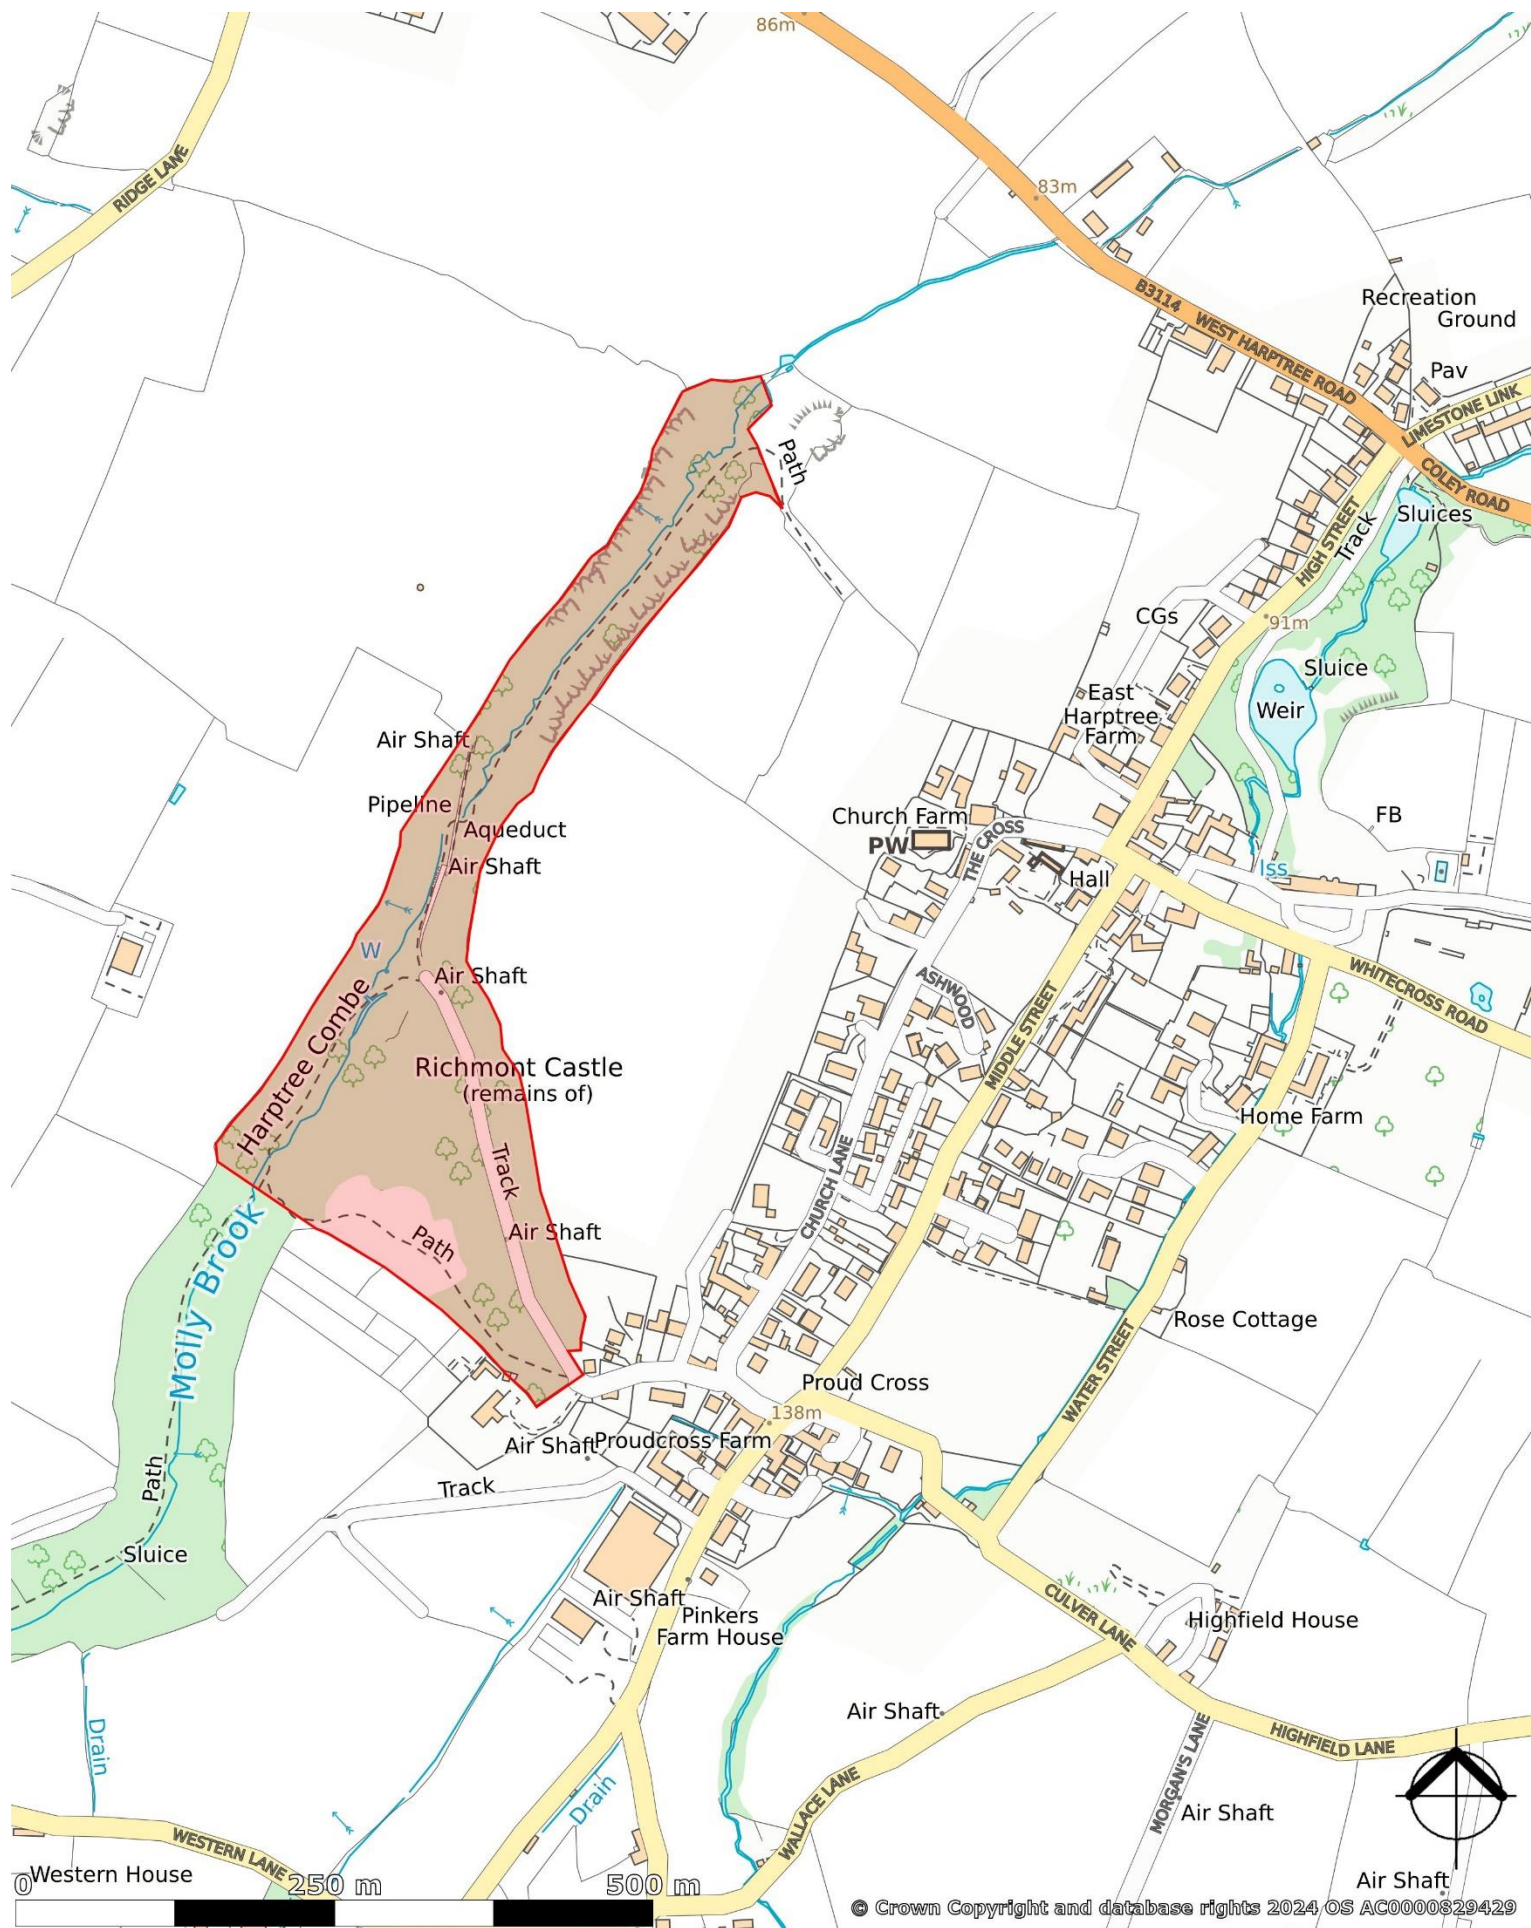 86m
RIDGE LANE
83m
B3114
WEST HARPTREE ROAD
Recreation
Ground
Pav
LIMESTONE LINK
COLEY ROAD
Path
Sluices
Track
HIGH STREET
CGs
91m
Sluice
East
Harptree
Farm
Weir
Air Shaft
Pipeline
Aqueduct
Church Farm
PW
THE CROSS
FB
Air Shaft
Hall
Iss
W
Air Shaft
ASHWOOD
WHITECROSS ROAD
Harptree Combe
MIDDLE STREET
Richmont Castle
(remains of)
Home Farm
Track
CHURCH LANE
Molly Brook
Path
Air Shaft
Rose Cottage
WATER STREET
Proud Cross
138m
Air Shaft
Proudcross Farm
Path
Track
Sluice
Air Shaft
Pinkers
Farm House
CULVER LANE
Highfield House
Air Shaft
Drain
HIGHFIELD LANE
MORGAN'S LANE
Drain
WALLACE LANE
Air Shaft
WESTERN LANE
Western House
Air Shaft
0
250 m
500 m
© Crown Copyright and database rights 2024 OS AC0000829429